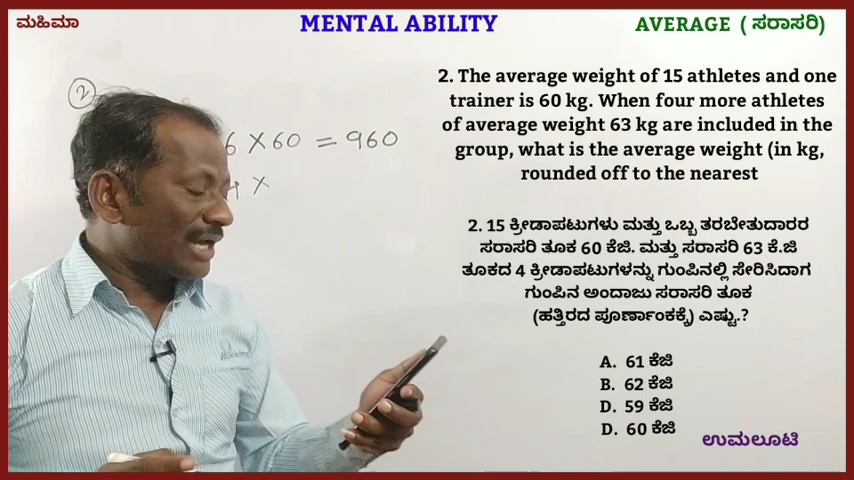 ಮಹಿಮಾ
MENTAL ABILITY
AVERAGE ( ಸರಾಸರಿ)
2
6 × 60 = 960
4 ×
2. The average weight of 15 athletes and one
trainer is 60 kg. When four more athletes
of average weight 63 kg are included in the
group, what is the average weight (in kg,
rounded off to the nearest
2. 15 ಕ್ರೀಡಾಪಟುಗಳು ಮತ್ತು ಒಬ್ಬ ತರಬೇತುದಾರರ
ಸರಾಸರಿ ತೂಕ 60 ಕೆಜಿ. ಮತ್ತು ಸರಾಸರಿ 63 ಕೆ.ಜಿ
ತೂಕದ 4 ಕ್ರೀಡಾಪಟುಗಳನ್ನು ಗುಂಪಿನಲ್ಲಿ ಸೇರಿಸಿದಾಗ
ಗುಂಪಿನ ಅಂದಾಜು ಸರಾಸರಿ ತೂಕ
(ಹತ್ತಿರದ ಪೂರ್ಣಾಂಕಕ್ಕೆ) ಎಷ್ಟು.?
A. 61 ಕೆಜಿ
B. 62 ಕೆಜಿ
D. 59 ಕೆಜಿ
D. 60 ಕೆಜಿ
ಉಮಲೂಟಿ